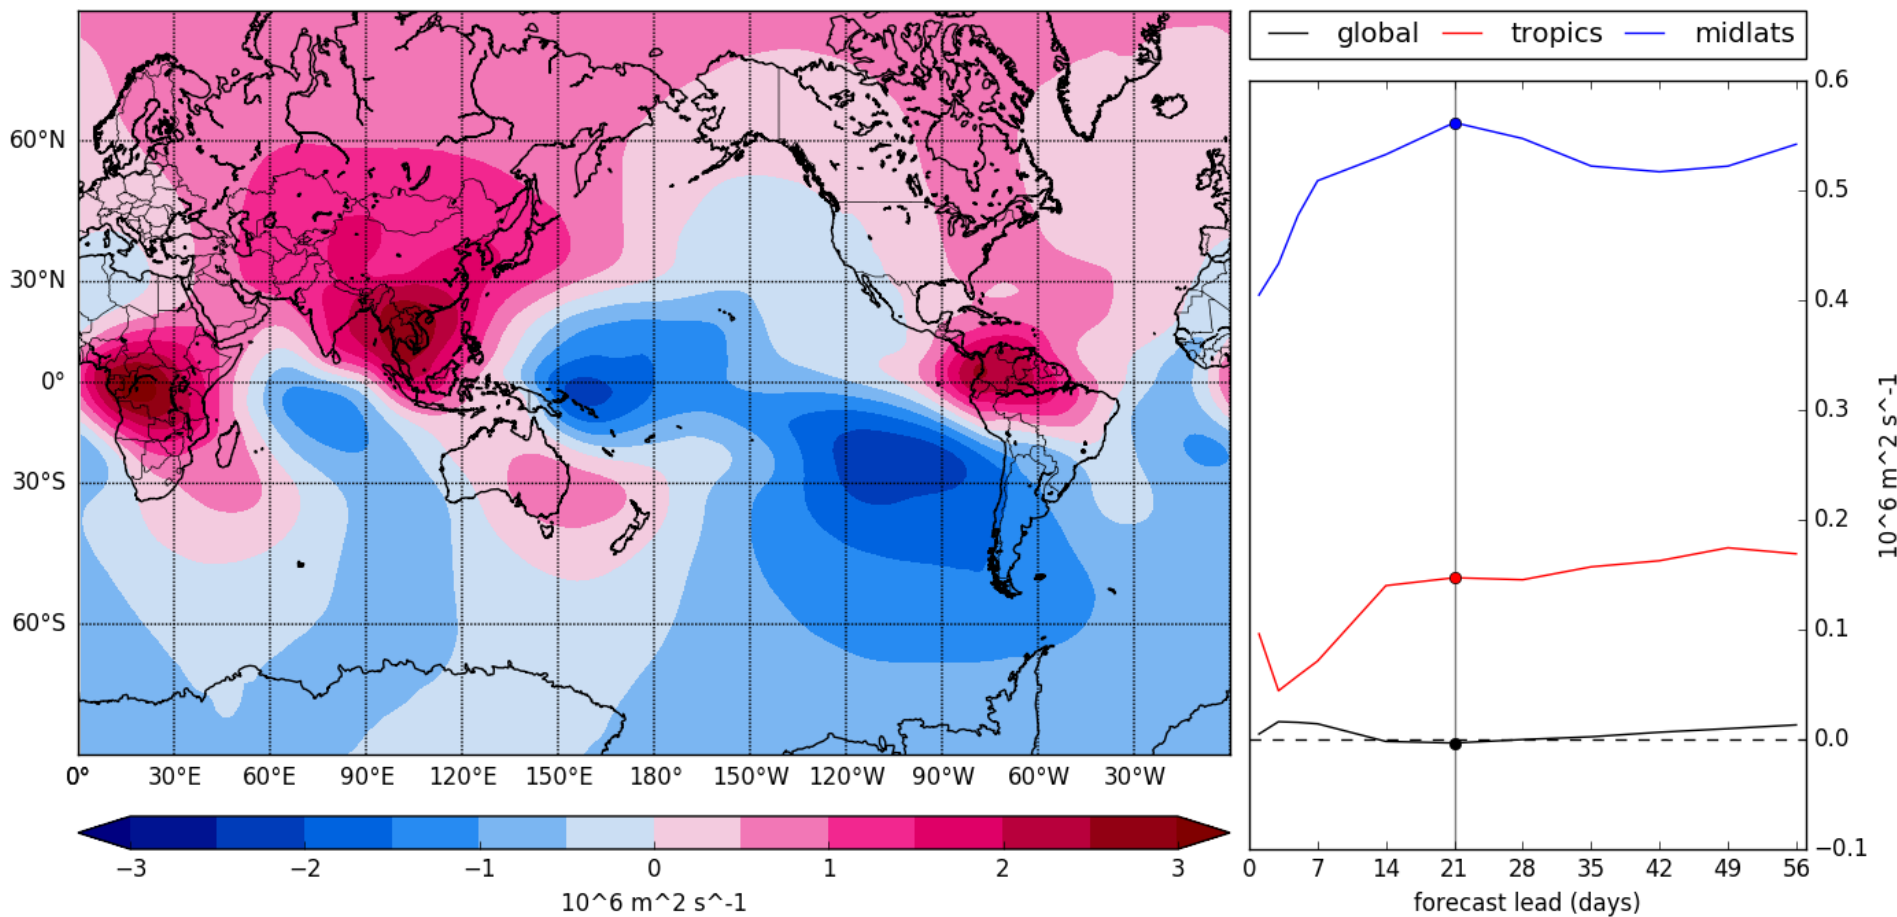 global tropics midlats
60°N
30°N
0°
30°S
60°S
0° 30°E 60°E 90°E 120°E 150°E 180° 150°W 120°W 90°W 60°W 30°W
−3 −2 −1 0 1 2 3
10^6 m^2 s^-1
0.6
0.5
0.4
0.3
0.2
0.1
0.0
−0.1
10^6 m^2 s^-1
0 7 14 21 28 35 42 49 56
forecast lead (days)